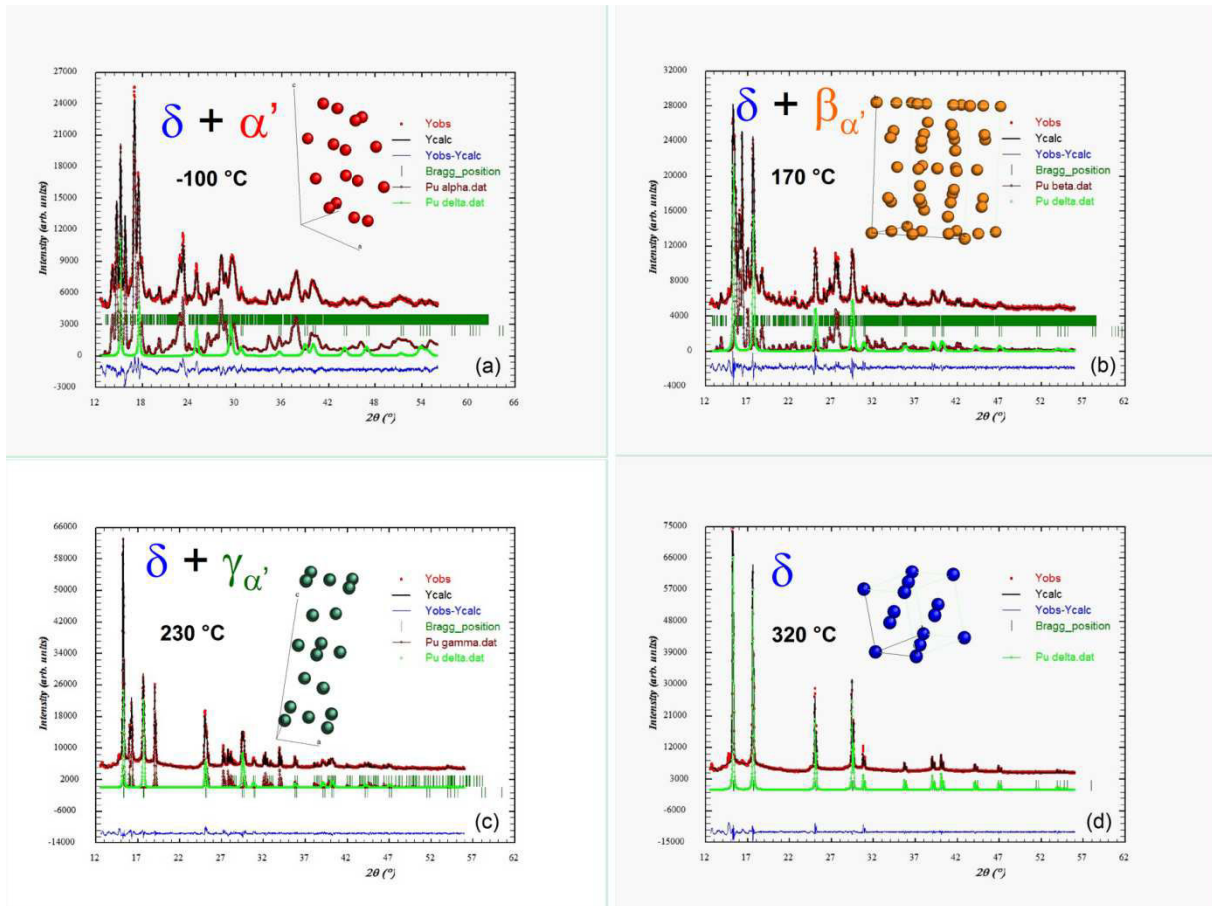 27000
24000
21000
18000
15000
12000
9000
6000
3000
0
-3000
Intensity (arb. units)
δ + α’
-100 °C
c
a
Yobs
Ycalc
Yobs-Ycalc
Bragg_position
Pu alpha.dat
Pu delta.dat
(a)
12 18 24 30 36 42 48 54 60 66
2θ (°)
32000
28000
24000
20000
16000
12000
8000
4000
0
-4000
Intensity (arb. units)
δ + βα’
170 °C
Yobs
Ycalc
Yobs-Ycalc
Bragg_position
Pu beta.dat
Pu delta.dat
(b)
12 17 22 27 32 37 42 47 52 57 62
2θ (°)
66000
58000
50000
42000
34000
26000
18000
10000
2000
-6000
-14000
Intensity (arb. units)
δ + γα’
230 °C
c
a
Yobs
Ycalc
Yobs-Ycalc
Bragg_position
Pu gamma.dat
Pu delta.dat
(c)
12 17 22 27 32 37 42 47 52 57 62
2θ (°)
75000
66000
57000
48000
39000
30000
21000
12000
3000
-6000
-15000
Intensity (arb. units)
δ
320 °C
Yobs
Ycalc
Yobs-Ycalc
Bragg_position
Pu delta.dat
(d)
12 17 22 27 32 37 42 47 52 57 62
2θ (°)